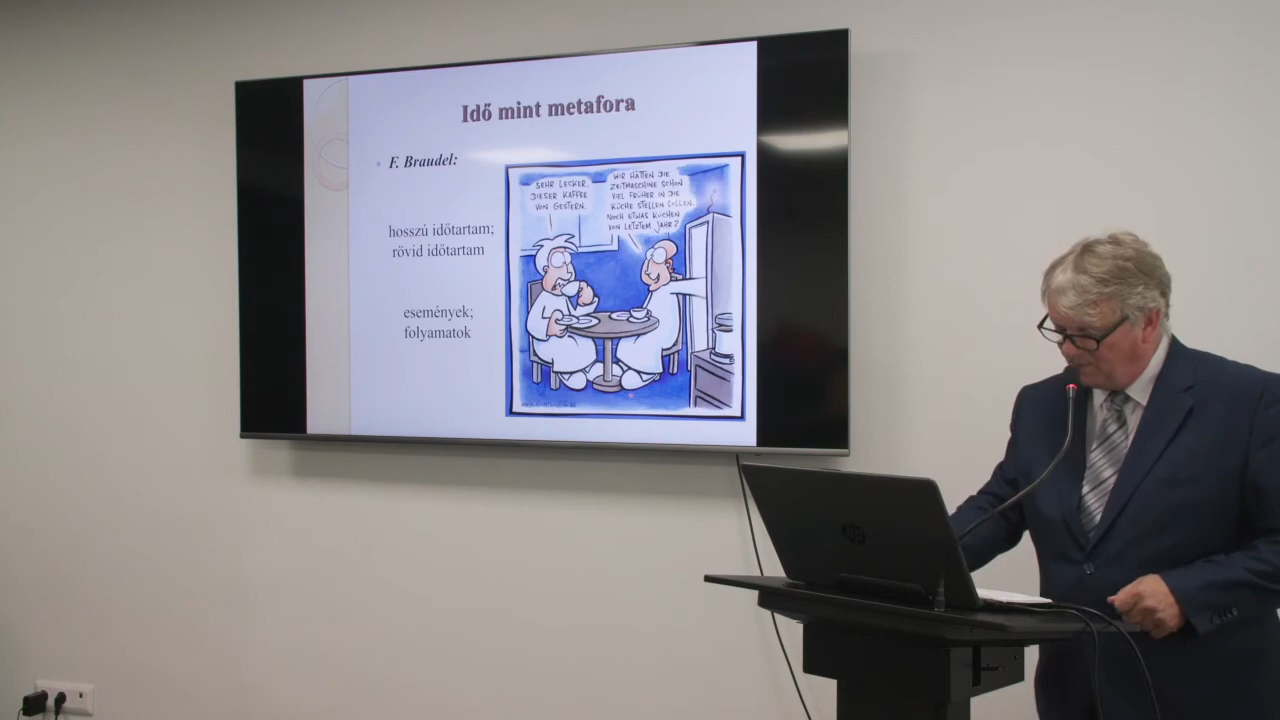 Idő mint metafora
F. Braudel:
hosszú időtartam;
rövid időtartam
események;
folyamatok
SEHR LECKER,
DIESER KAFFEE
VON GESTERN.
WIR HÄTTEN DIE
ZEITMASCHINE SCHON
VIEL FRÜHER IN DIE
KÜCHE STELLEN SOLLEN.
NOCH ETWAS KUCHEN
VON LETZTEM JAHR?
hp